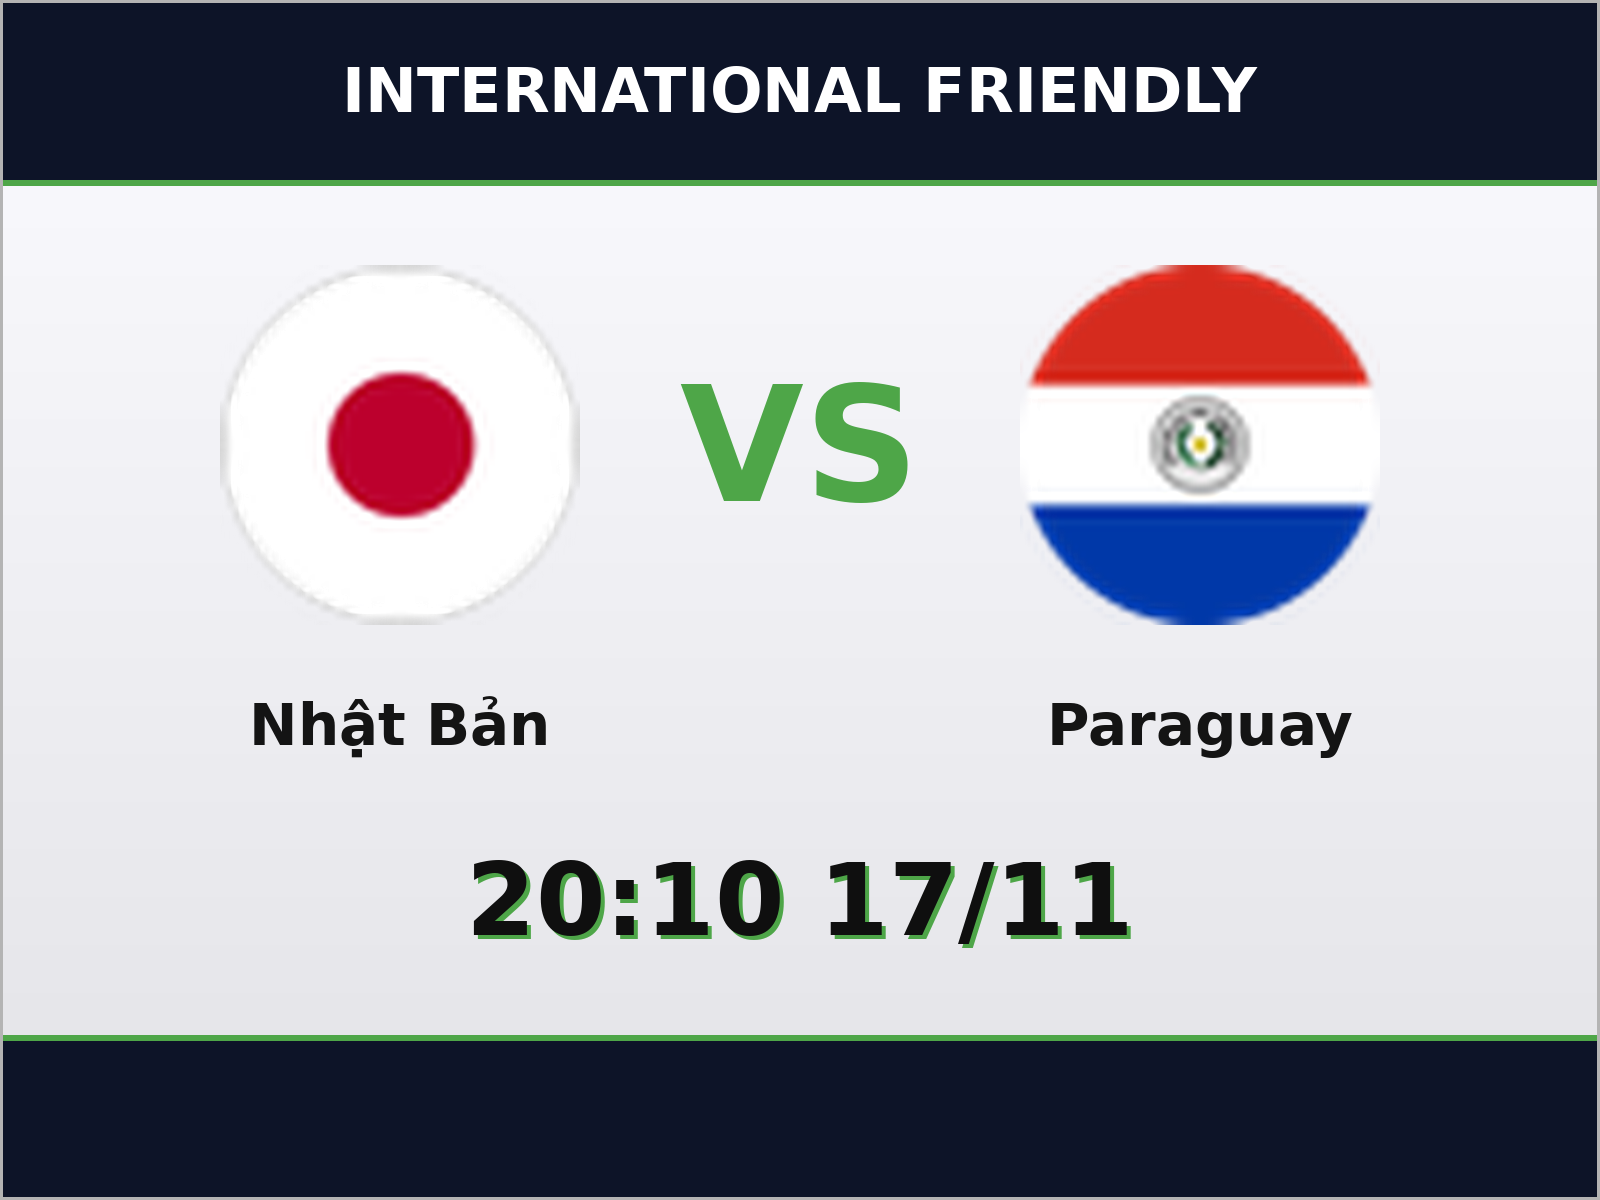 INTERNATIONAL FRIENDLY
VS
Nhật Bản
Paraguay
20:10 17/11